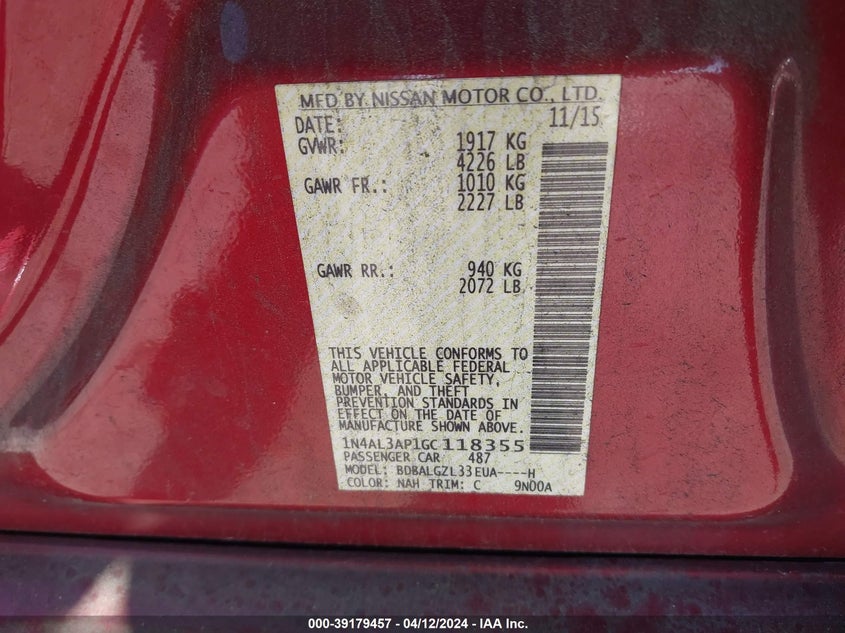 MFD BY NISSAN MOTOR CO., LTD.
DATE: 11/15
GVWR: 1917 KG
4226 LB
GAWR FR.: 1010 KG
2227 LB
GAWR RR.: 940 KG
2072 LB
THIS VEHICLE CONFORMS TO
ALL APPLICABLE FEDERAL
MOTOR VEHICLE SAFETY,
BUMPER, AND THEFT
PREVENTION STANDARDS IN
EFFECT ON THE DATE OF
MANUFACTURE SHOWN ABOVE.
1N4AL3AP1GC118355
PASSENGER CAR 487
MODEL: BDBALGZL33EUA----H
COLOR: NAH TRIM: C 9N00A
000-39179457 - 04/12/2024 - IAA Inc.